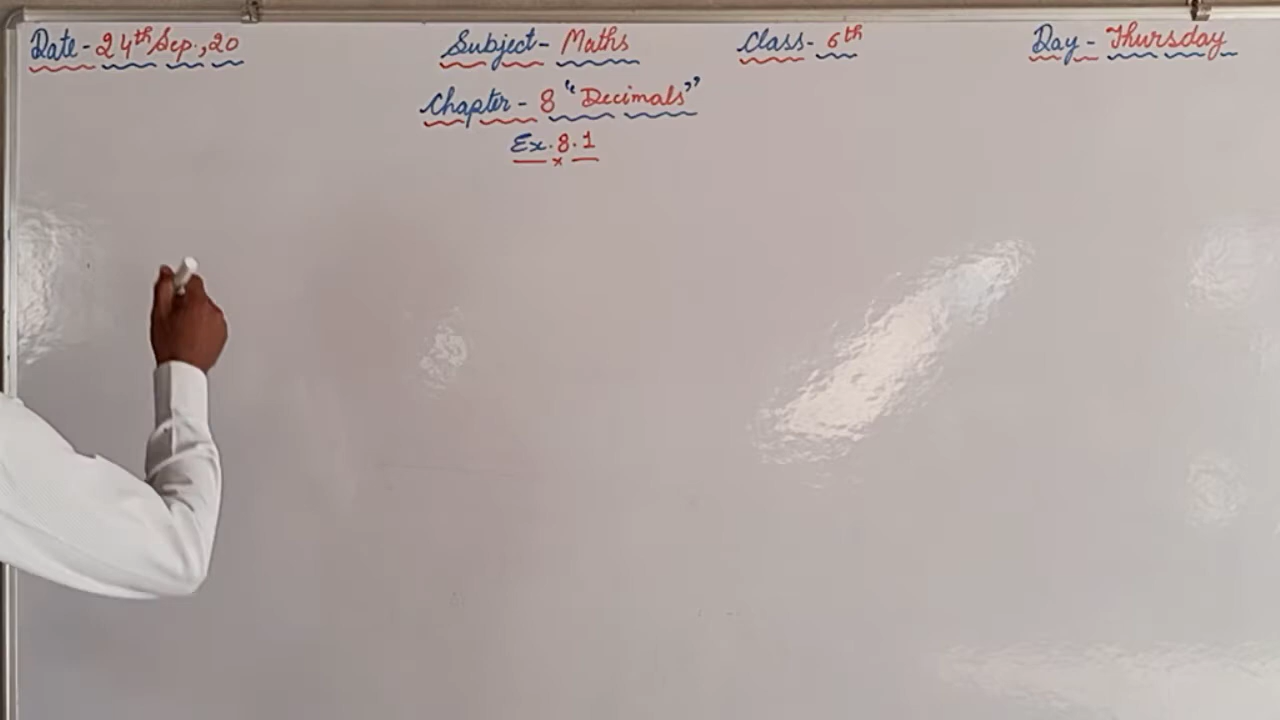 Date - 24th Sep., 20 Subject - Maths Class - 6th Day - Thursday
Chapter - 8 "Decimals"
Ex. 8.1